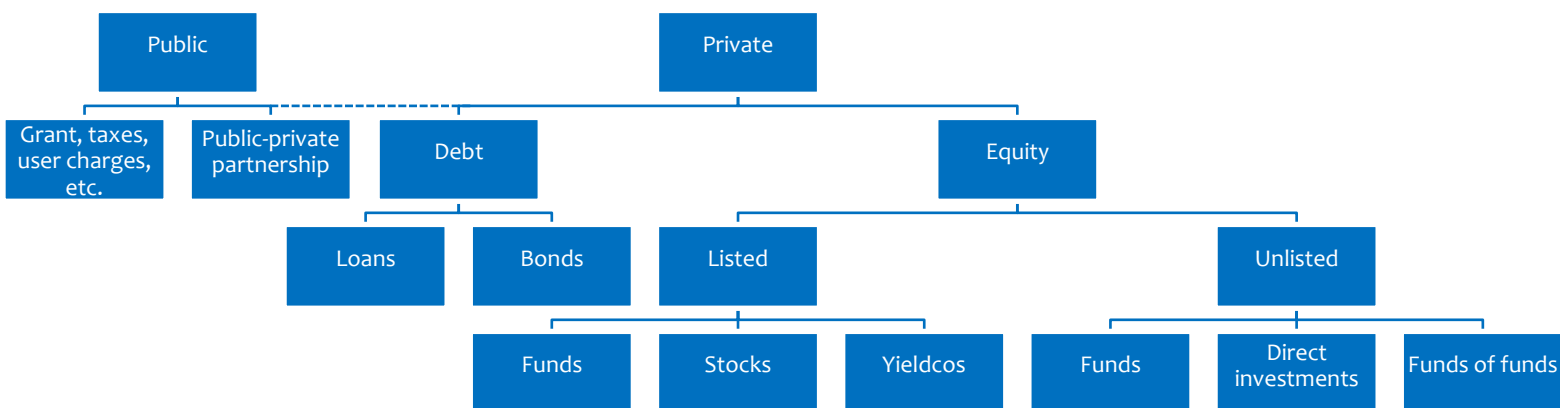 Public
Private
Grant, taxes,
user charges,
etc.
Public-private
partnership
Debt
Equity
Loans
Bonds
Listed
Unlisted
Funds
Stocks
Yieldcos
Funds
Direct
investments
Funds of funds